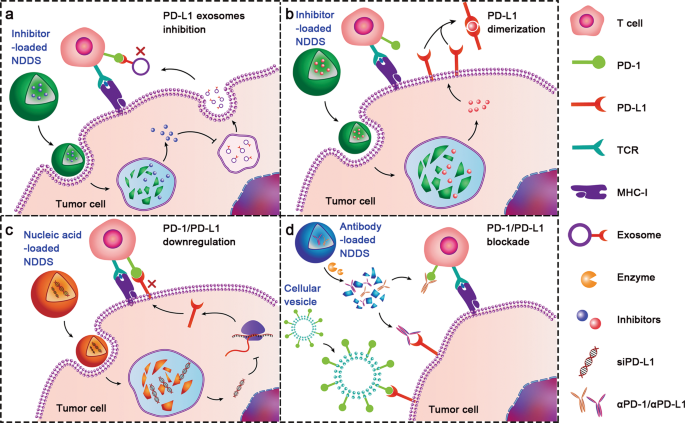 a
PD-L1 exosomes
inhibition
Inhibitor
-loaded
NDDS
Tumor cell
b
PD-L1
dimerization
Inhibitor
-loaded NDDS
Tumor cell
c
PD-1/PD-L1
downregulation
Nucleic acid
-loaded
NDDS
Tumor cell
d
PD-1/PD-L1
blockade
Antibody
-loaded
NDDS
Cellular
vesicle
Tumor cell
T cell
PD-1
PD-L1
TCR
MHC-I
Exosome
Enzyme
Inhibitors
siPD-L1
αPD-1/αPD-L1